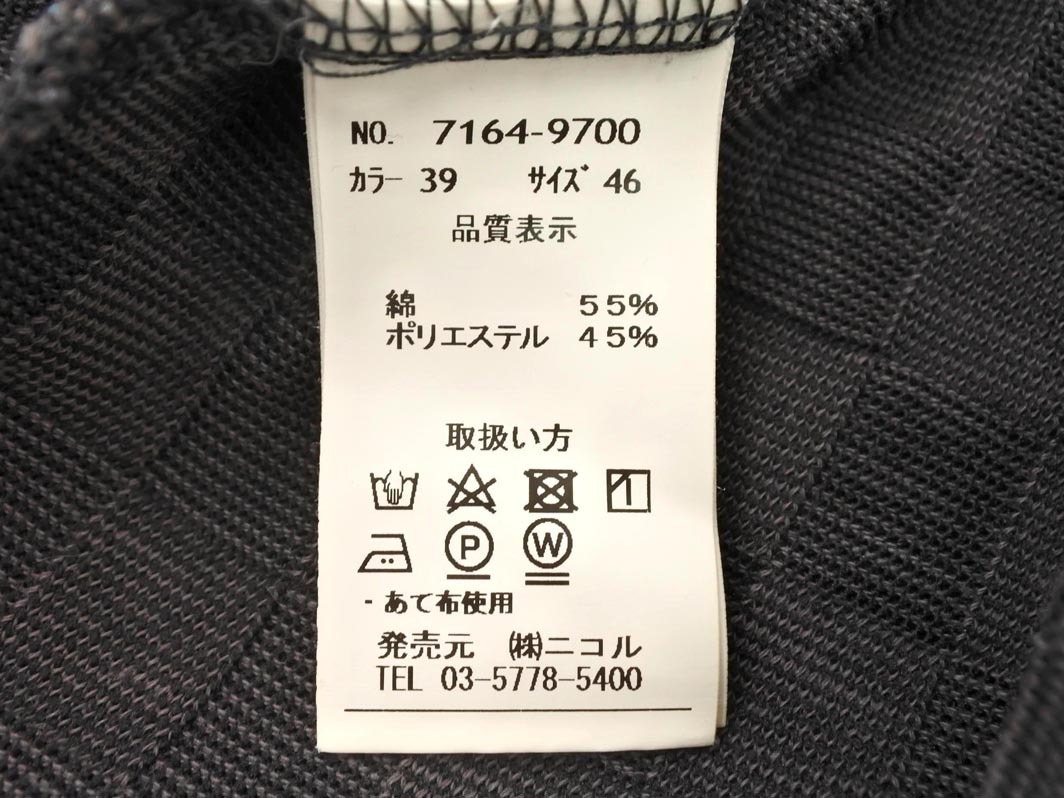 NO. 7164-9700
カラー 39 サイズ 46
品質表示
綿 55%
ポリエステル 45%
取扱い方
P W
・あて布使用
発売元 ㈱ニコル
TEL 03-5778-5400